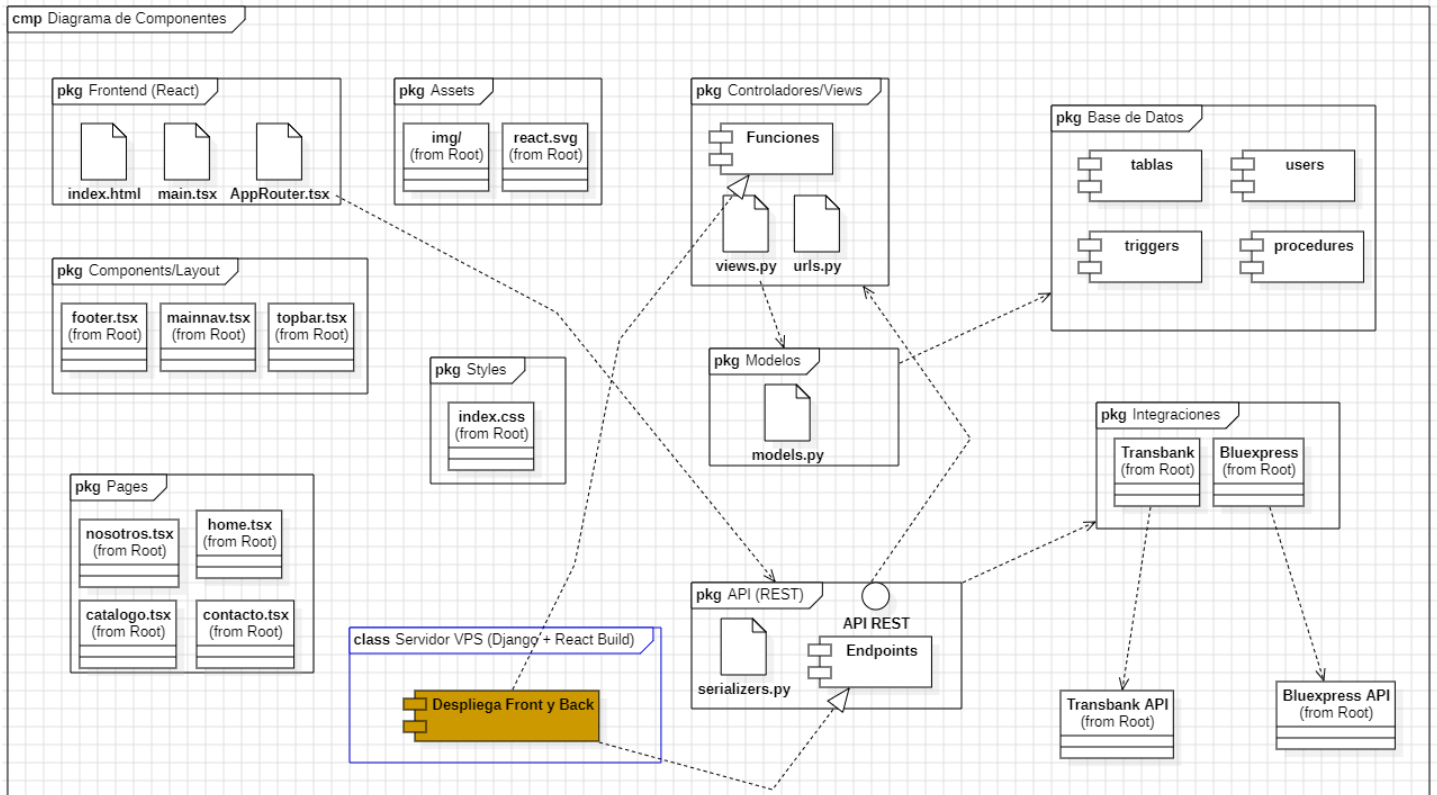 cmp Diagrama de Componentes
pkg Frontend (React)
index.html
main.tsx
AppRouter.tsx
pkg Assets
img/
(from Root)
react.svg
(from Root)
pkg Controladores/Views
Funciones
views.py
urls.py
pkg Base de Datos
tablas
users
triggers
procedures
pkg Components/Layout
footer.tsx
(from Root)
mainnav.tsx
(from Root)
topbar.tsx
(from Root)
pkg Styles
index.css
(from Root)
pkg Modelos
models.py
pkg Integraciones
Transbank
(from Root)
Bluexpress
(from Root)
pkg Pages
nosotros.tsx
(from Root)
home.tsx
(from Root)
catalogo.tsx
(from Root)
contacto.tsx
(from Root)
class Servidor VPS (Django + React Build)
Despliega Front y Back
pkg API (REST)
API REST
serializers.py
Endpoints
Transbank API
(from Root)
Bluexpress API
(from Root)